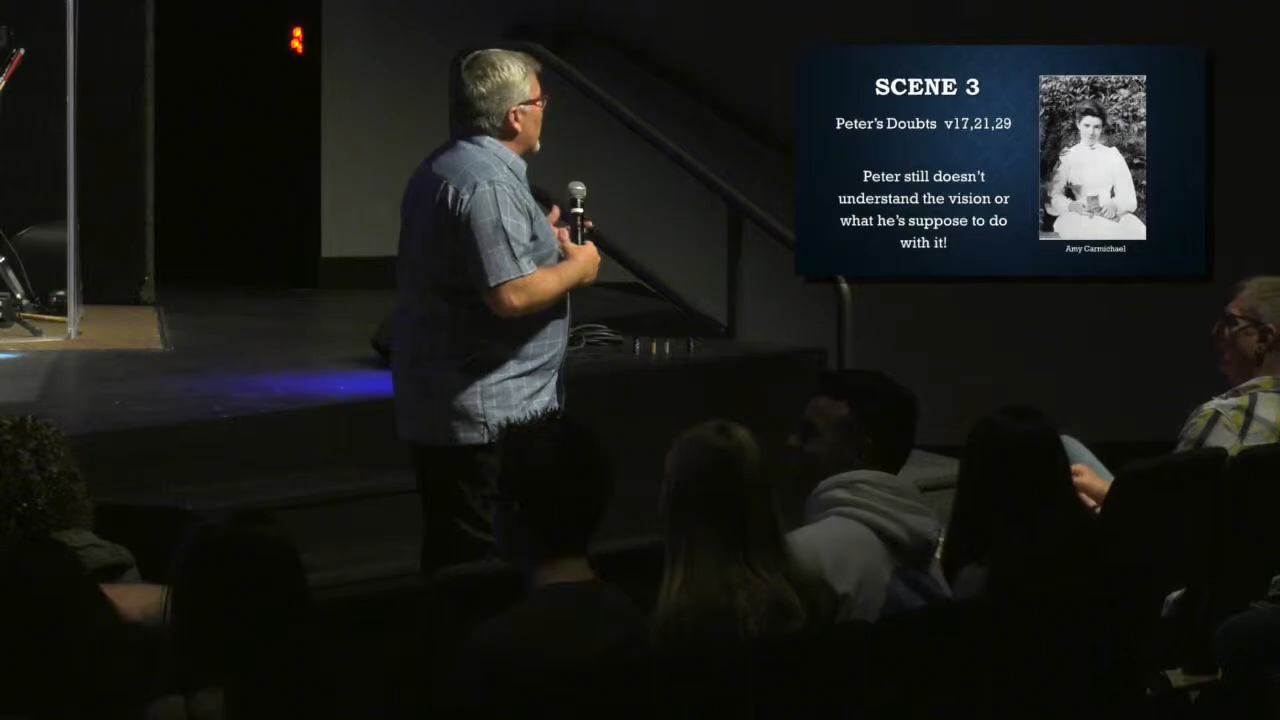 SCENE 3
Peter's Doubts v17,21,29
Peter still doesn't
understand the vision or
what he's suppose to do
with it!
Amy Carmichael